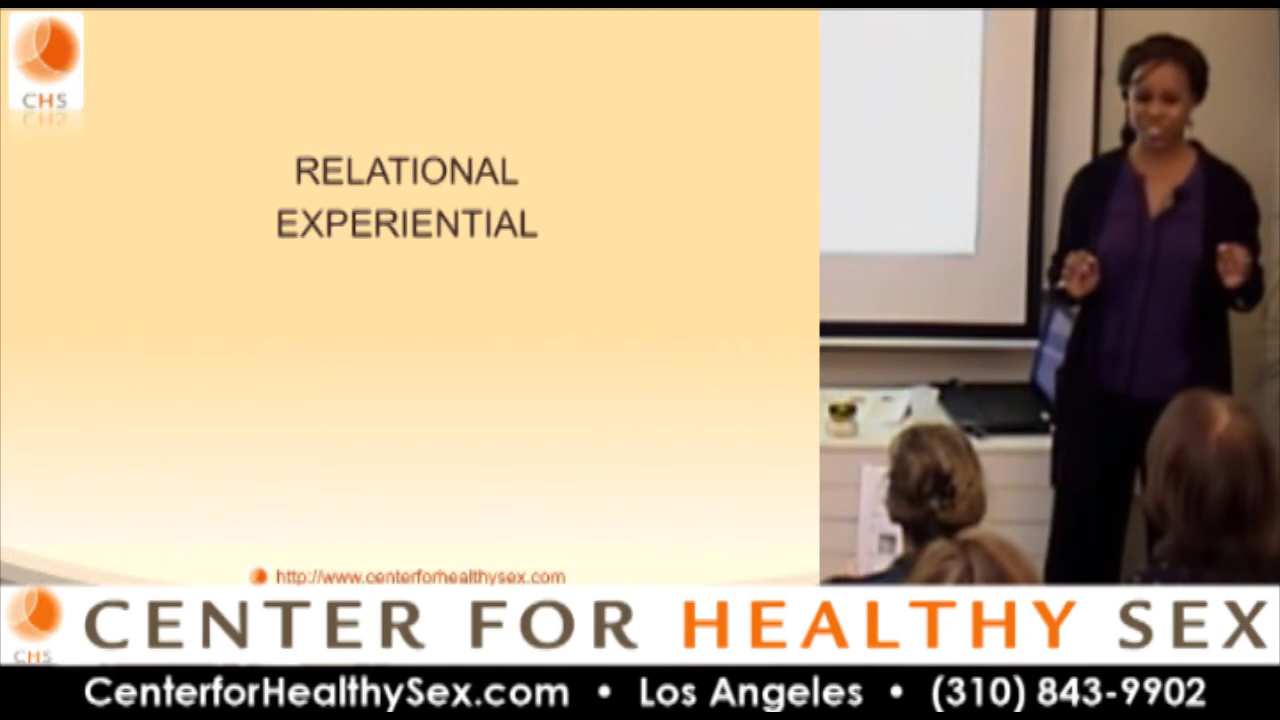 CHS
RELATIONAL
EXPERIENTIAL
http://www.centerforhealthysex.com
CHS
CENTER FOR HEALTHY SEX
CenterforHealthySex.com • Los Angeles • (310) 843-9902